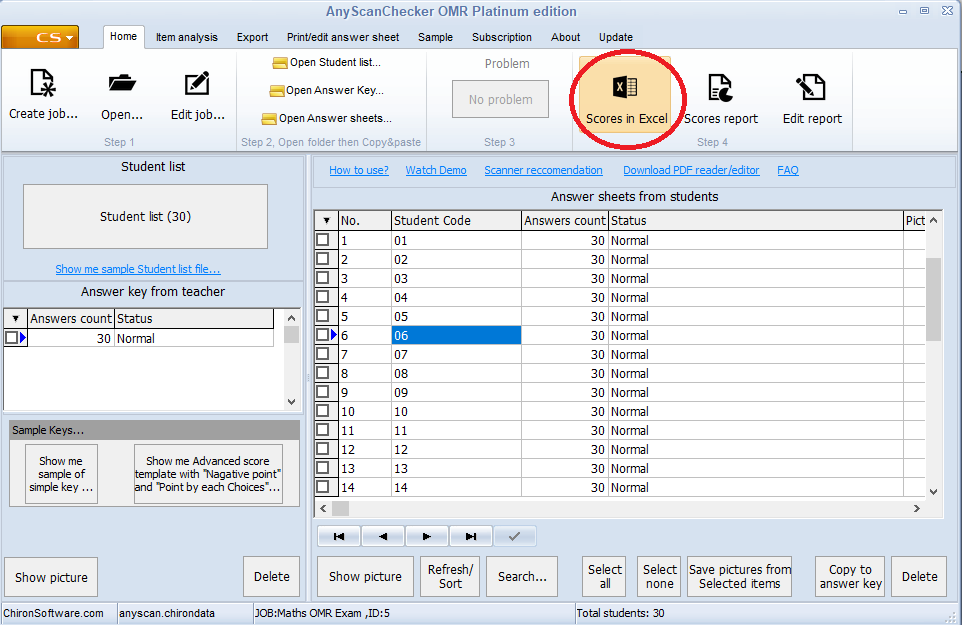 AnyScanChecker OMR Platinum edition
CS
Home Item analysis Export Print/edit answer sheet Sample Subscription About Update
Create job...
Open...
Edit job...
Step 1
Open Student list...
Open Answer Key...
Open Answer sheets...
Step 2, Open folder then Copy&paste
Problem
No problem
Step 3
Scores in Excel
Scores report
Edit report
Step 4
Student list
Student list (30)
Show me sample Student list file...
Answer key from teacher
Answers count Status
30 Normal
Sample Keys...
Show me
sample of
simple key ...
Show me Advanced score
template with "Nagative point"
and "Point by each Choices"...
Show picture
Delete
How to use? Watch Demo Scanner reccomendation Download PDF reader/editor FAQ
Answer sheets from students
No. Student Code Answers count Status Pict
1 01 30 Normal
2 02 30 Normal
3 03 30 Normal
4 04 30 Normal
5 05 30 Normal
6 06 30 Normal
7 07 30 Normal
8 08 30 Normal
9 09 30 Normal
10 10 30 Normal
11 11 30 Normal
12 12 30 Normal
13 13 30 Normal
14 14 30 Normal
Show picture
Refresh/
Sort
Search...
Select
all
Select
none
Save pictures from
Selected items
Copy to
answer key
Delete
ChironSoftware.com anyscan.chirondata JOB:Maths OMR Exam ,ID:5 Total students: 30